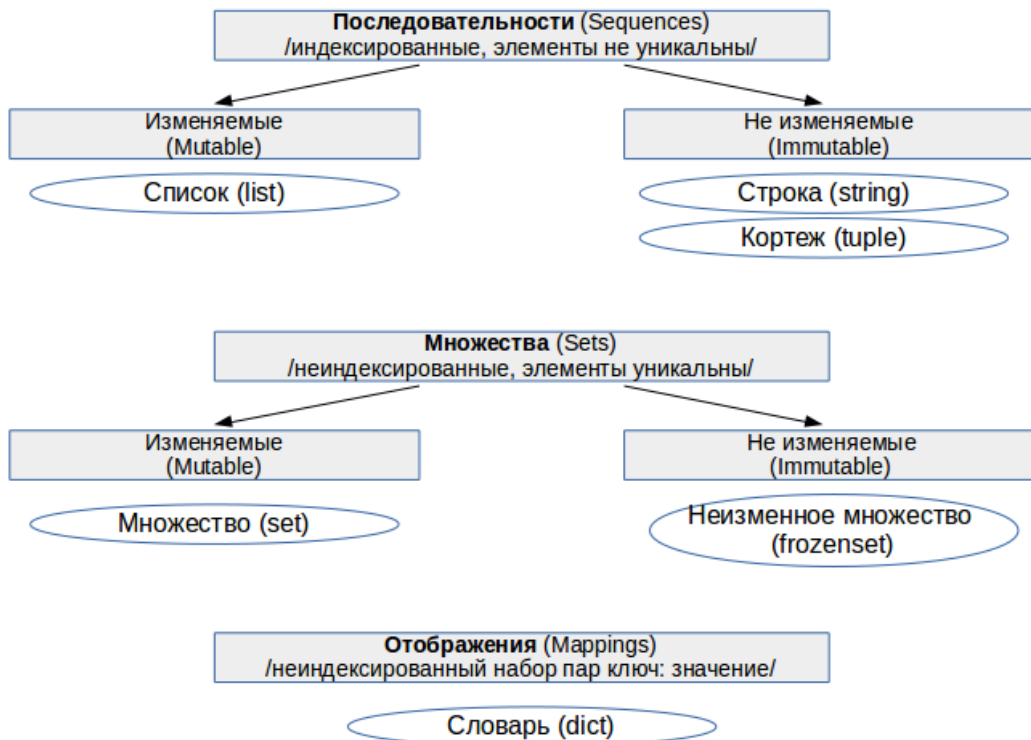 Последовательности (Sequences)
/индексированные, элементы не уникальны/
Изменяемые
(Mutable)
Не изменяемые
(Immutable)
Список (list)
Строка (string)
Кортеж (tuple)
Множества (Sets)
/неиндексированные, элементы уникальны/
Изменяемые
(Mutable)
Не изменяемые
(Immutable)
Множество (set)
Неизменное множество
(frozenset)
Отображения (Mappings)
/неиндексированный набор пар ключ: значение/
Словарь (dict)